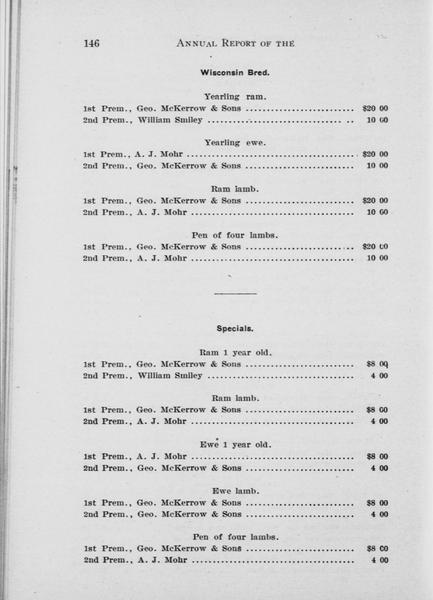 146 ANNUAL REPORT OF THE
Wisconsin Bred.
Yearling ram.
1st Prem., Geo. McKerrow & Sons ........................ $20 00
2nd Prem., William Smiley ........................ 10 00
Yearling ewe.
1st Prem., A. J. Mohr ........................ $20 00
2nd Prem., Geo. McKerrow & Sons ........................ 10 00
Ram lamb.
1st Prem., Geo. McKerrow & Sons ........................ $20 00
2nd Prem., A. J. Mohr ........................ 10 00
Pen of four lambs.
1st Prem., Geo. McKerrow & Sons ........................ $20 00
2nd Prem., A. J. Mohr ........................ 10 00
Specials.
Ram 1 year old.
1st Prem., Geo. McKerrow & Sons ........................ $8 00
2nd Prem., William Smiley ........................ 4 00
Ram lamb.
1st Prem., Geo. McKerrow & Sons ........................ $8 00
2nd Prem., A. J. Mohr ........................ 4 00
Ewe 1 year old.
1st Prem., A. J. Mohr ........................ $8 00
2nd Prem., Geo. McKerrow & Sons ........................ 4 00
Ewe lamb.
1st Prem., Geo. McKerrow & Sons ........................ $8 00
2nd Prem., Geo. McKerrow & Sons ........................ 4 00
Pen of four lambs.
1st Prem., Geo. McKerrow & Sons ........................ $8 00
2nd Prem., A. J. Mohr ........................ 4 00